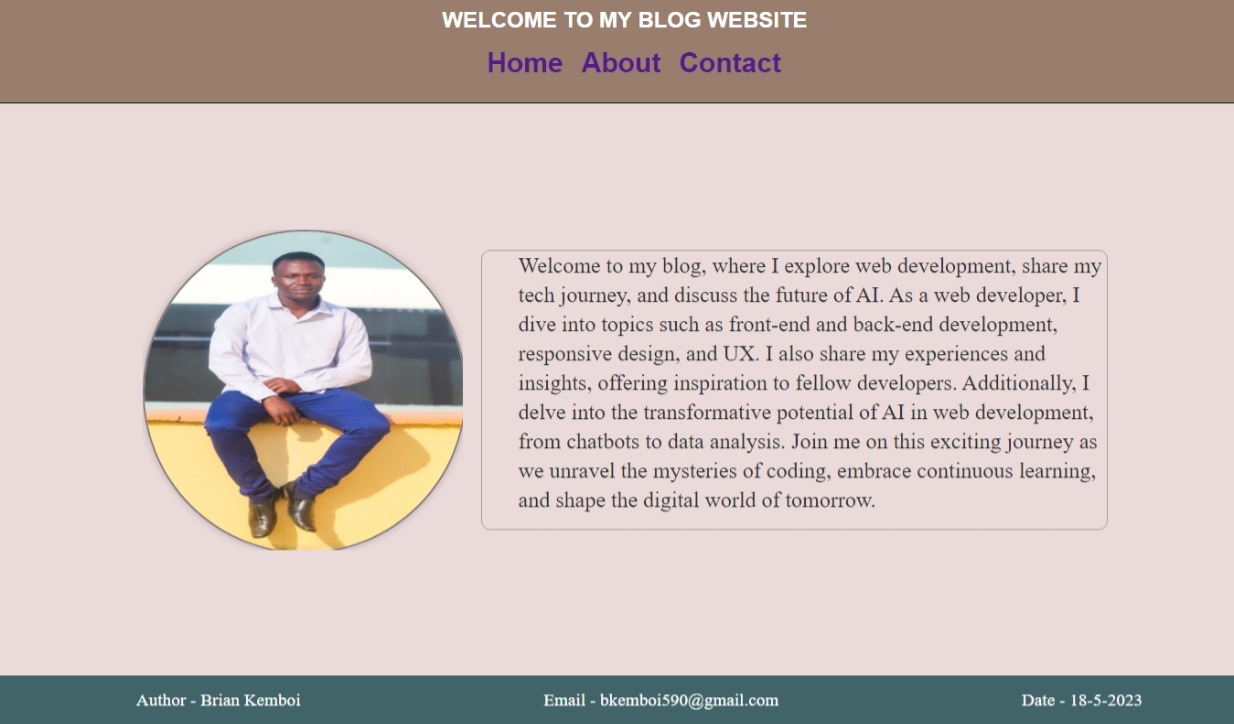 WELCOME TO MY BLOG WEBSITE
Home About Contact
Welcome to my blog, where I explore web development, share my
tech journey, and discuss the future of AI. As a web developer, I
dive into topics such as front-end and back-end development,
responsive design, and UX. I also share my experiences and
insights, offering inspiration to fellow developers. Additionally, I
delve into the transformative potential of AI in web development,
from chatbots to data analysis. Join me on this exciting journey as
we unravel the mysteries of coding, embrace continuous learning,
and shape the digital world of tomorrow.
Author - Brian Kemboi Email - bkemboi590@gmail.com Date - 18-5-2023